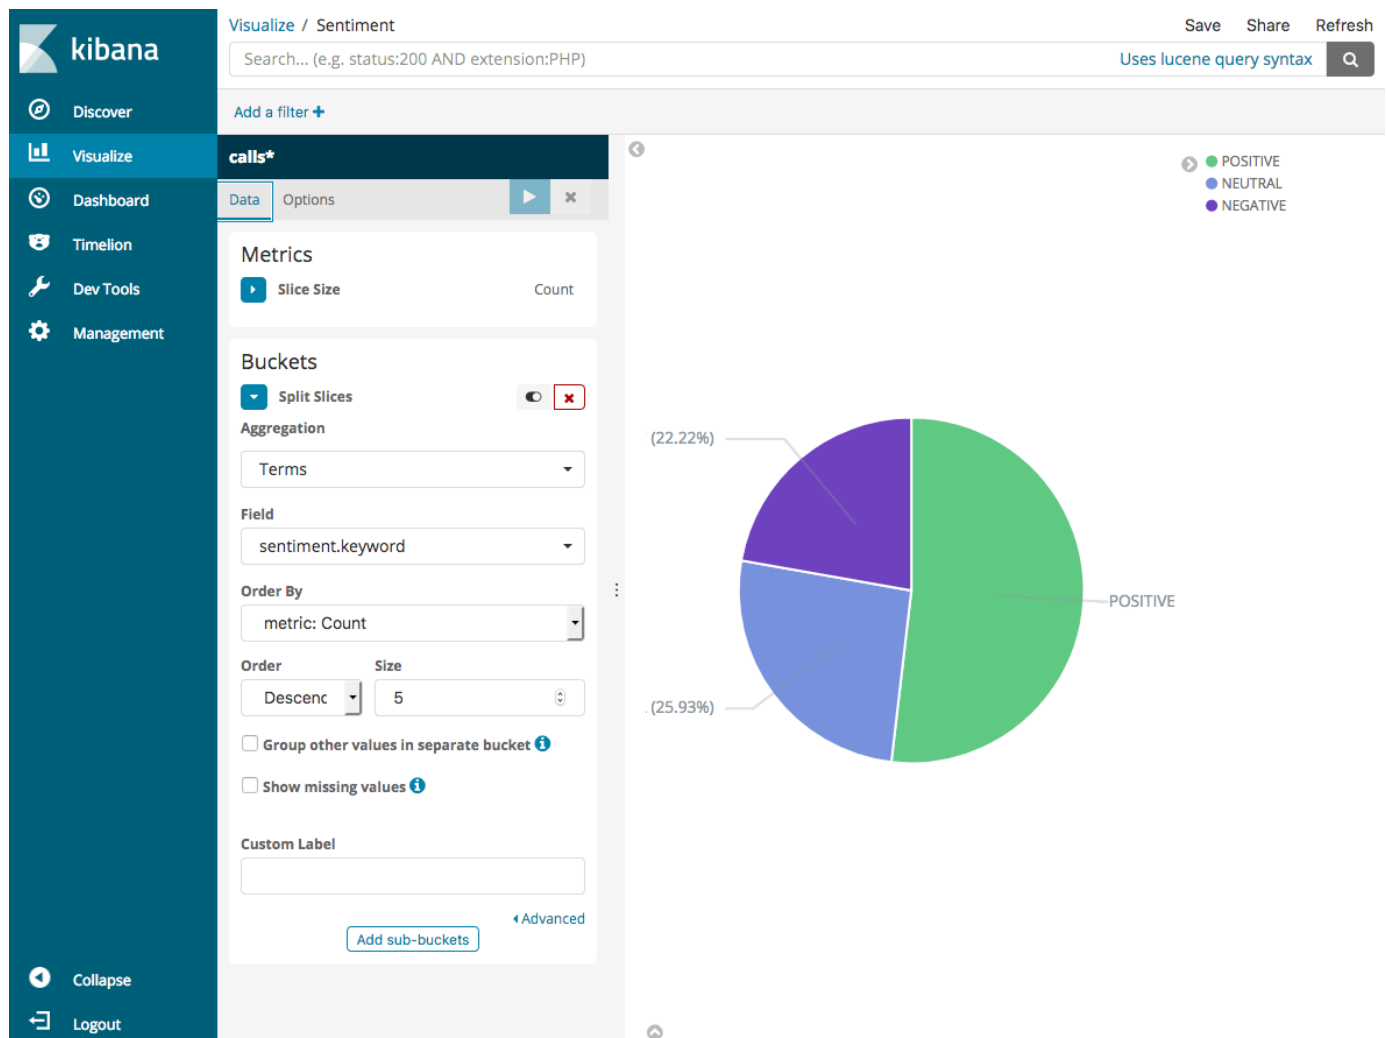 kibana
Discover
Visualize
Dashboard
Timelion
Dev Tools
Management
Collapse
Logout
Visualize / Sentiment
Save Share Refresh
Search... (e.g. status:200 AND extension:PHP)
Uses lucene query syntax
Add a filter +
calls*
Data Options
Metrics
Slice Size Count
Buckets
Split Slices
Aggregation
Terms
Field
sentiment.keyword
Order By
metric: Count
Order Size
Descenc 5
Group other values in separate bucket
Show missing values
Custom Label
Advanced
Add sub-buckets
POSITIVE
NEUTRAL
NEGATIVE
(22.22%)
POSITIVE
(25.93%)